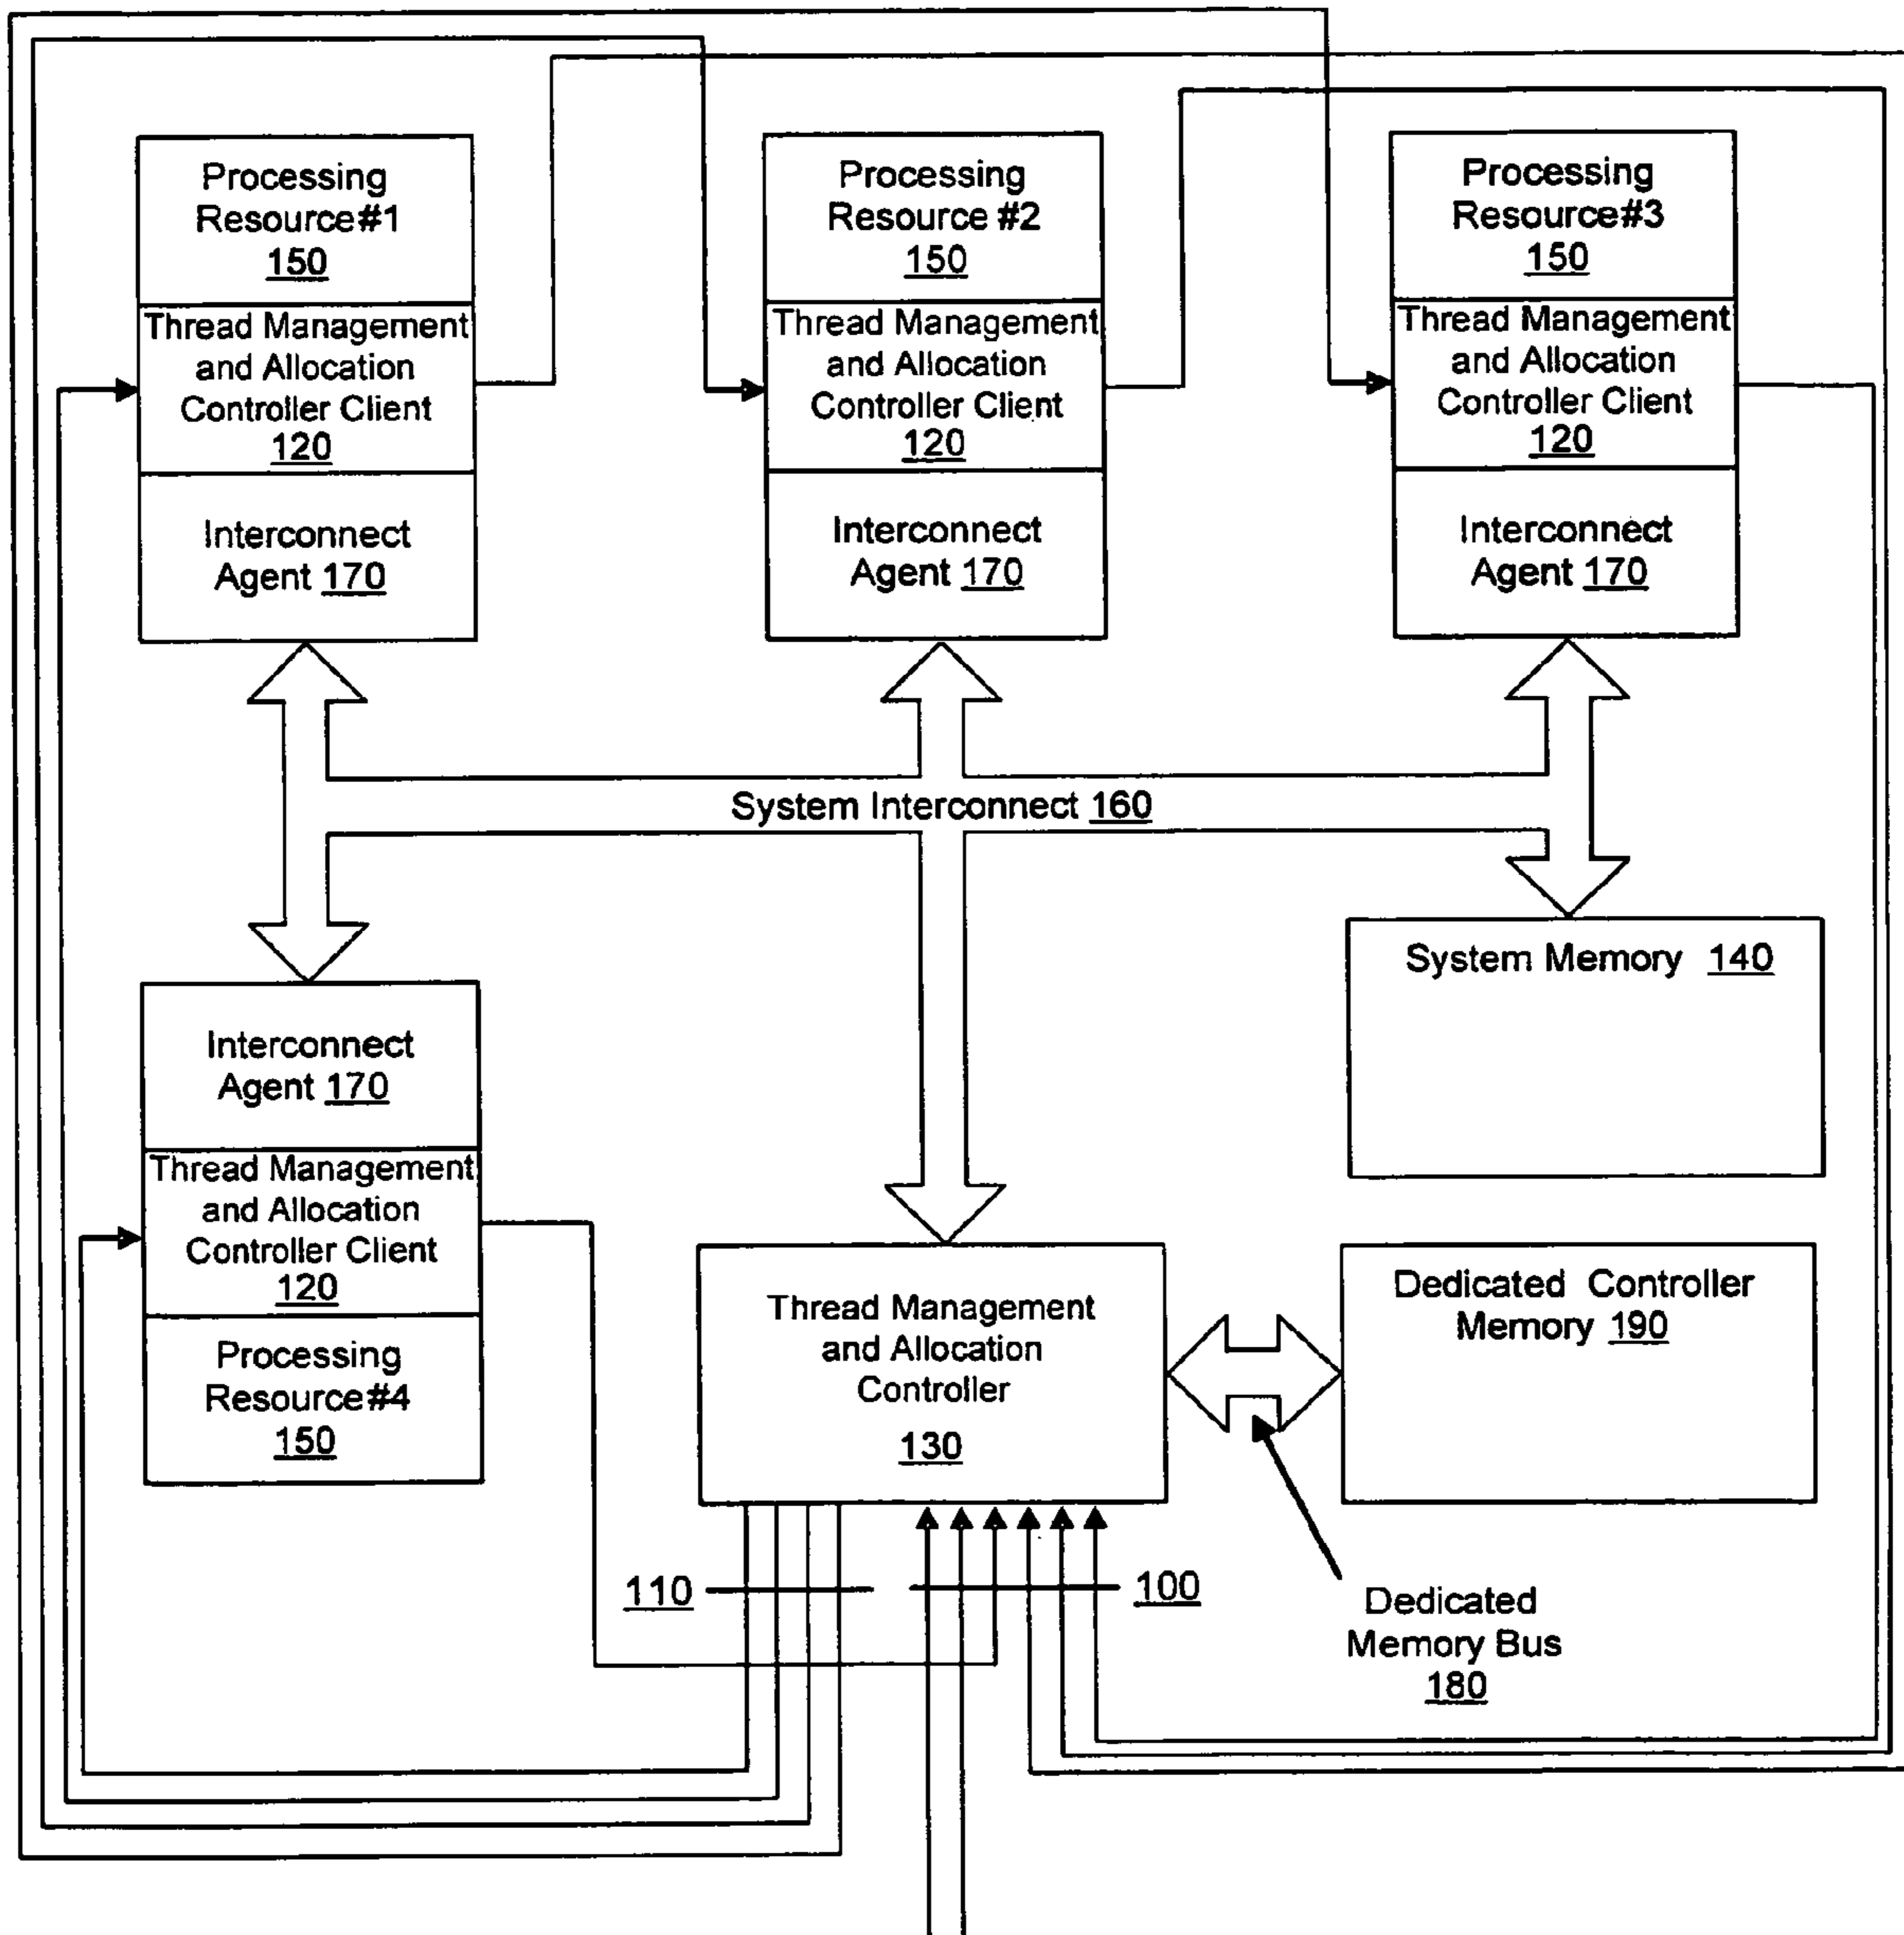 Processing
Resource#1
150
Thread Management
and Allocation
Controller Client
120
Interconnect
Agent 170
Processing
Resource #2
150
Thread Management
and Allocation
Controller Client
120
Interconnect
Agent 170
Processing
Resource#3
150
Thread Management
and Allocation
Controller Client
120
Interconnect
Agent 170
System Interconnect 160
System Memory 140
Interconnect
Agent 170
Thread Management
and Allocation
Controller Client
120
Processing
Resource#4
150
Thread Management
and Allocation
Controller
130
Dedicated Controller
Memory 190
110
100
Dedicated
Memory Bus
180